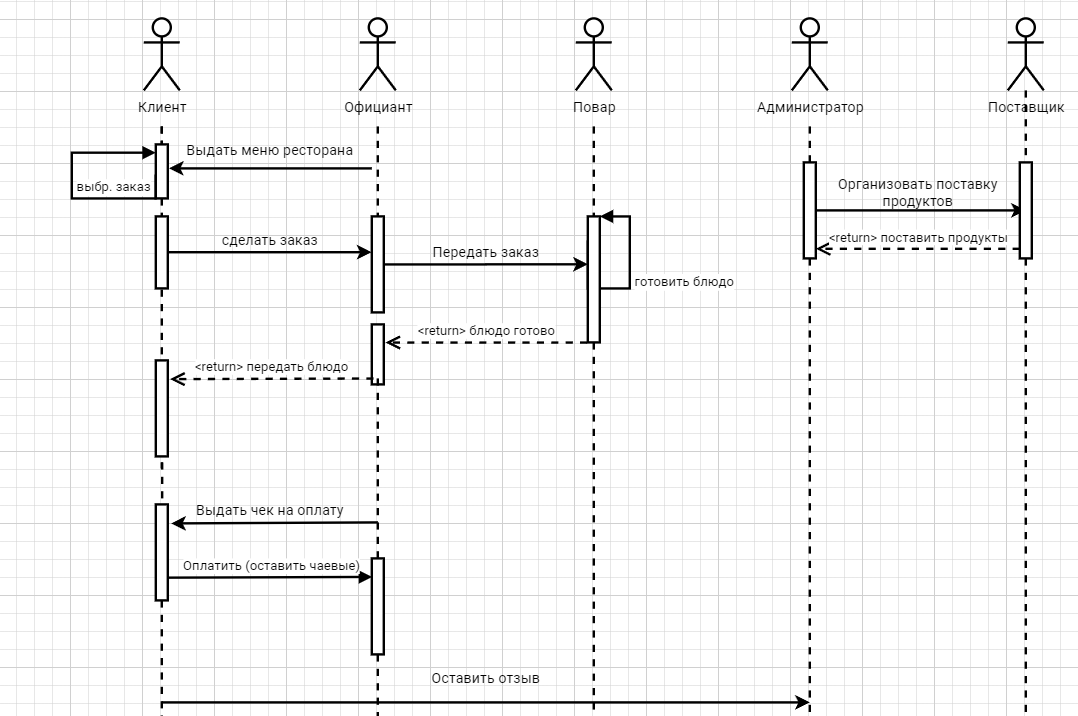 Клиент
Официант
Повар
Администратор
Поставщик
Выдать меню ресторана
выбр. заказ
Организовать поставку
продуктов
<return> поставить продукты
сделать заказ
Передать заказ
готовить блюдо
<return> блюдо готово
<return> передать блюдо
Выдать чек на оплату
Оплатить (оставить чаевые)
Оставить отзыв